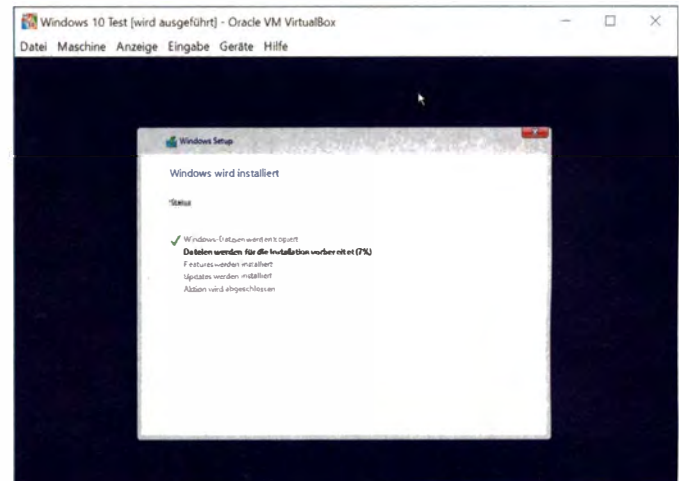 Windows 10 Test [wird ausgeführt] - Oracle VM VirtualBox
Datei Maschine Anzeige Eingabe Geräte Hilfe
Windows Setup
Windows wird installiert
Status
Windows-Dateien werden kopiert
Dateien werden für die Installation vorbereitet (7%)
Features werden installiert
Updates werden installiert
Aktion wird abgeschlossen